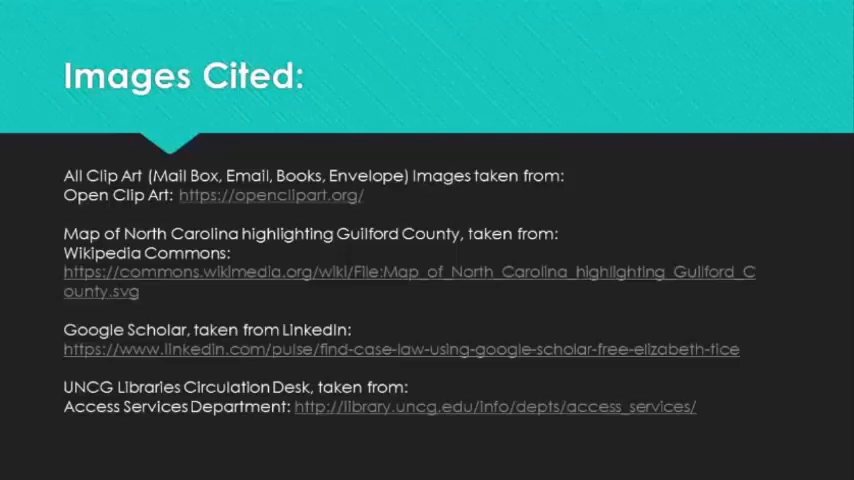 Images Cited:
All Clip Art (Mail Box, Email, Books, Envelope) Images taken from:
Open Clip Art: https://openclipart.org/
Map of North Carolina highlighting Guilford County, taken from:
Wikipedia Commons:
https://commons.wikimedia.org/wiki/File:Map_of_North_Carolina_highlighting_Guilford_C
ounty.svg
Google Scholar, taken from LinkedIn:
https://www.linkedin.com/pulse/find-case-law-using-google-scholar-free-elizabeth-tice
UNCG Libraries Circulation Desk, taken from:
Access Services Department: http://library.uncg.edu/info/depts/access_services/